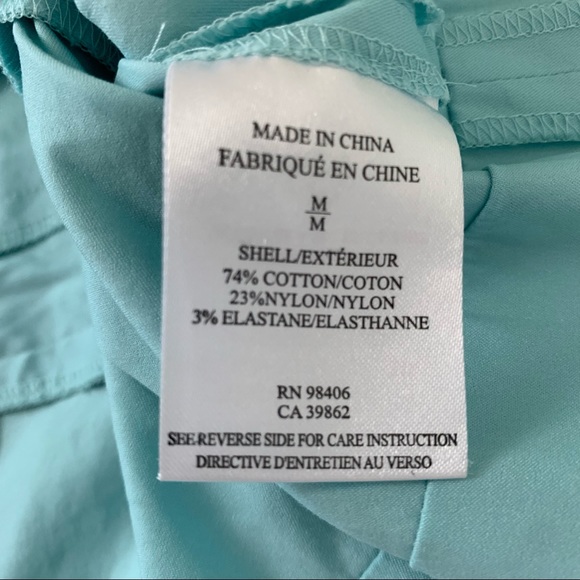 MADE IN CHINA
FABRIQUÉ EN CHINE
M
M
SHELL/EXTÉRIEUR
74% COTTON/COTON
23%NYLON/NYLON
3% ELASTANE/ELASTHANNE
RN 98406
CA 39862
SEE REVERSE SIDE FOR CARE INSTRUCTION
DIRECTIVE D'ENTRETIEN AU VERSO